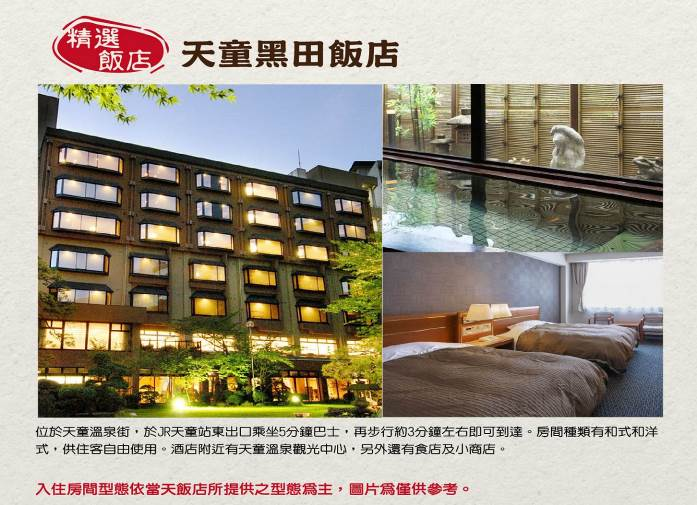 精選
飯店
天童黑田飯店
位於天童溫泉街，於JR天童站東出口乘坐5分鐘巴士，再步行約3分鐘左右即可到達。房間種類有和式和洋
式，供住客自由使用。酒店附近有天童溫泉觀光中心，另外還有食店及小商店。
入住房間型態依當天飯店所提供之型態為主，圖片為僅供參考。